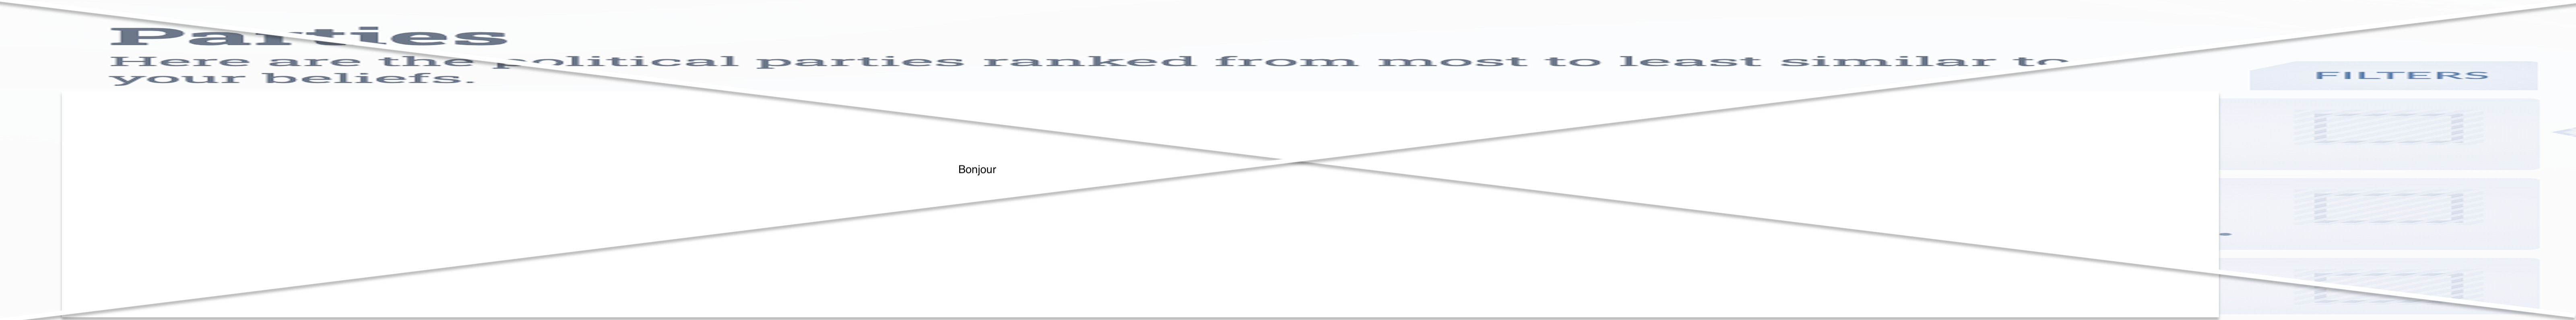 Parties
Here are the political parties ranked from most to least similar to
your beliefs.
FILTERS
Bonjour